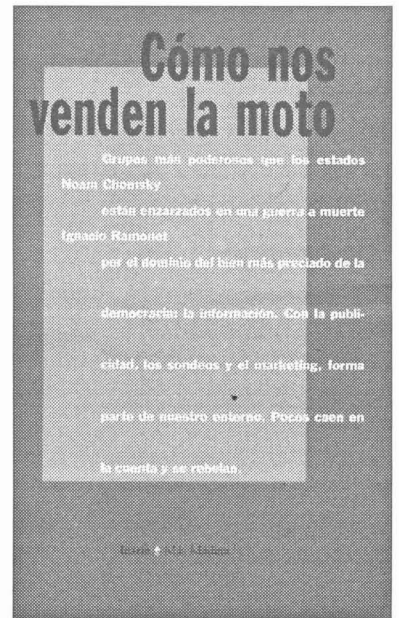 Cómo nos
venden la moto
Grupos más poderosos que los estados
Noam Chomsky
están enzarzados en una guerra a muerte
Ignacio Ramonet
por el dominio del bien más preciado de la
democracia: la información. Con la publi-
cidad, los sondeos y el marketing, forma
parte de nuestro entorno. Pocos caen en
la cuenta y se rebelan.
Icaria